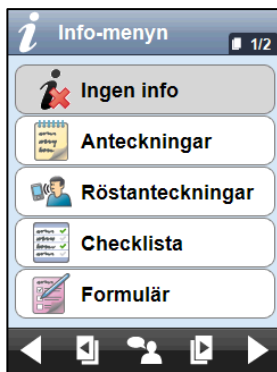 Info-menyn
1/2
Ingen info
Anteckningar
Röstanteckningar
Checklista
Formulär